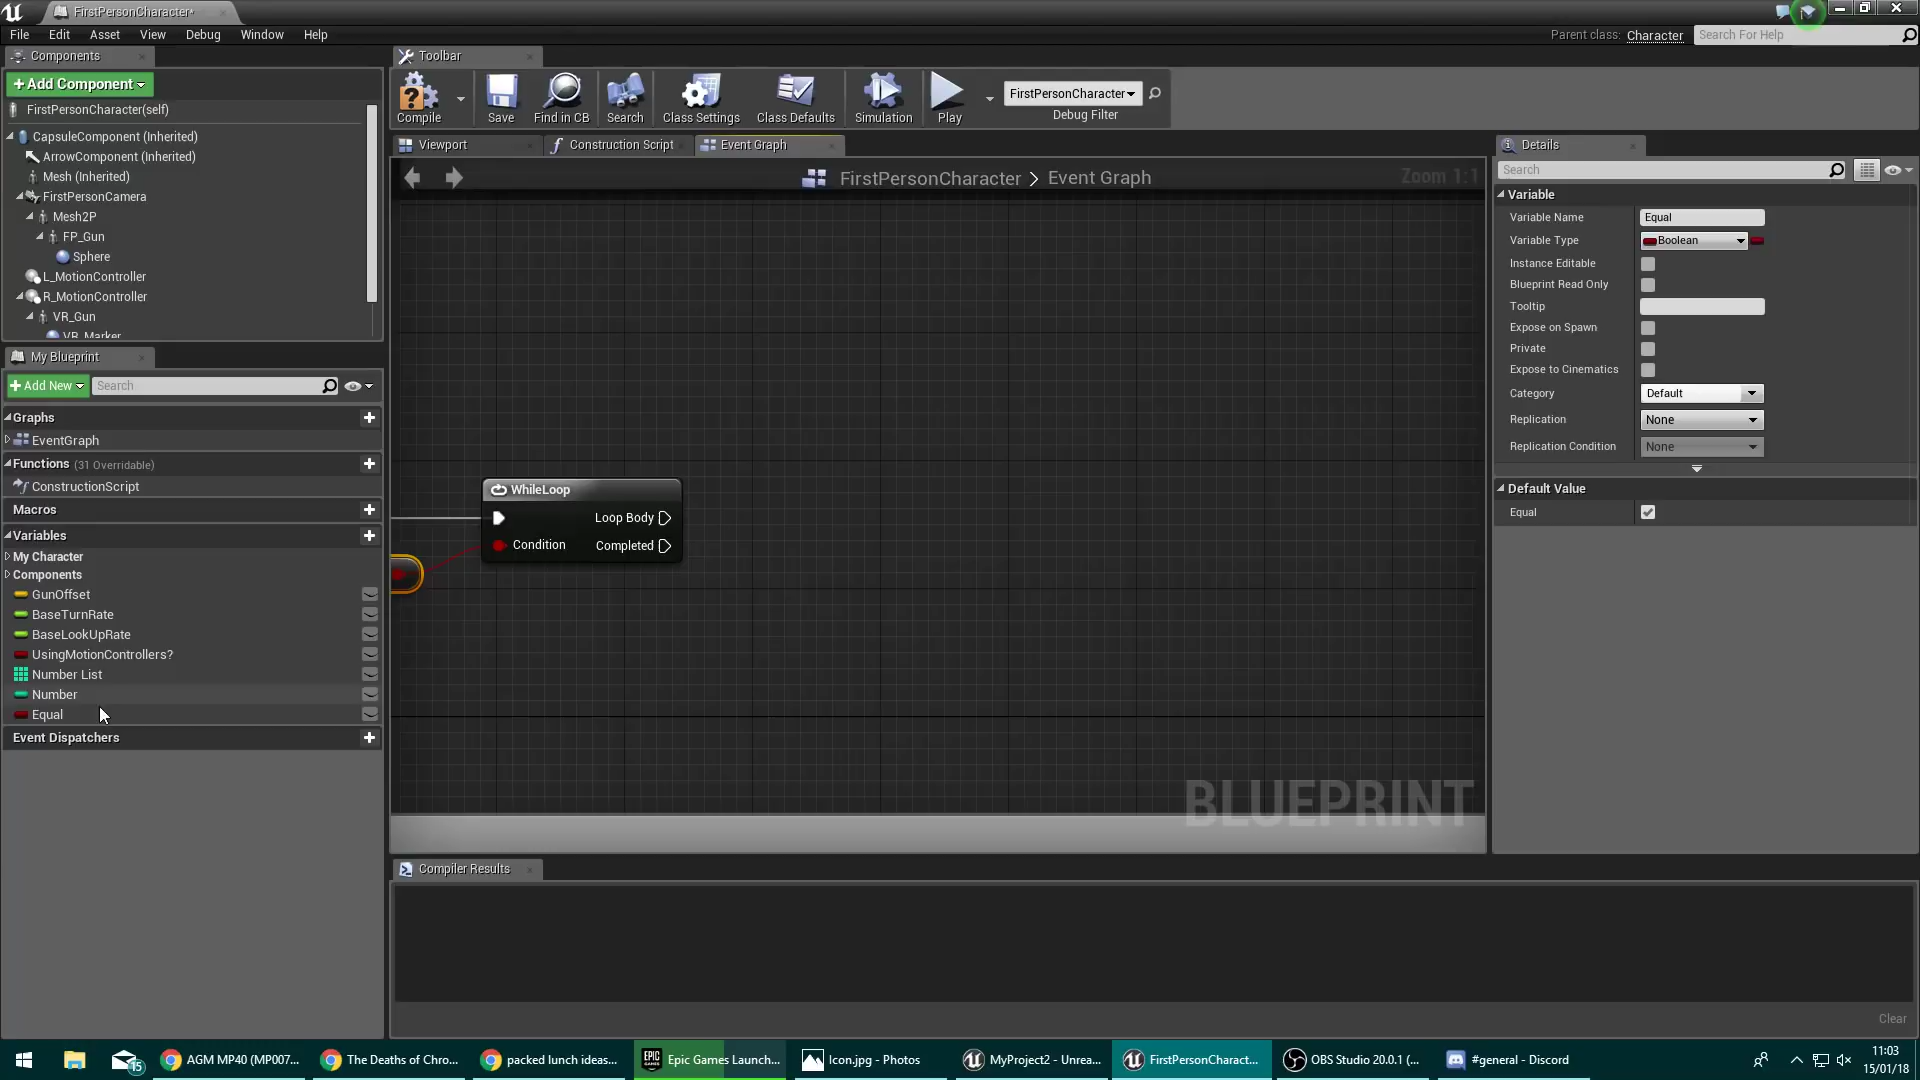 FirstPersonCharacter*
File Edit Asset View Debug Window Help
Parent class: Character Search For Help
Components
+ Add Component
FirstPersonCharacter(self)
CapsuleComponent (Inherited)
ArrowComponent (Inherited)
Mesh (Inherited)
FirstPersonCamera
Mesh2P
FP_Gun
Sphere
L_MotionController
R_MotionController
VR_Gun
VR_Marker
My Blueprint
+ Add New Search
Graphs
EventGraph
Functions (31 Overridable)
ConstructionScript
Macros
Variables
My Character
Components
GunOffset
BaseTurnRate
BaseLookUpRate
UsingMotionControllers?
Number List
Number
Equal
Event Dispatchers
Toolbar
Compile Save Find in CB Search Class Settings Class Defaults Simulation Play
FirstPersonCharacter
Debug Filter
Viewport Construction Script Event Graph
FirstPersonCharacter > Event Graph Zoom 1:1
WhileLoop
Loop Body
Condition Completed
BLUEPRINT
Compiler Results
Clear
Details
Search
Variable
Variable Name Equal
Variable Type Boolean
Instance Editable
Blueprint Read Only
Tooltip
Expose on Spawn
Private
Expose to Cinematics
Category Default
Replication None
Replication Condition None
Default Value
Equal
15 AGM MP40 (MP007... The Deaths of Chro... packed lunch ideas... Epic Games Launch... Icon.jpg - Photos MyProject2 - Unrea... FirstPersonCharact... OBS Studio 20.0.1 (... #general - Discord
11:03
15/01/18